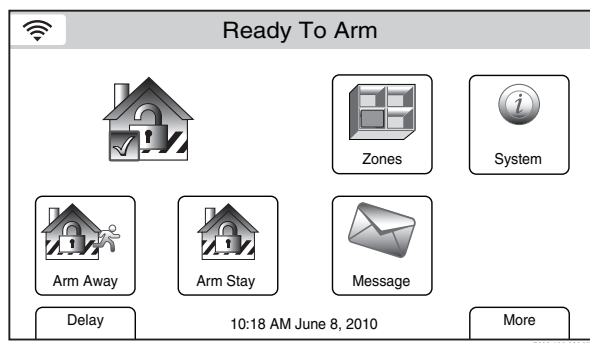 Ready To Arm
Zones
System
Arm Away
Arm Stay
Message
Delay
10:18 AM June 8, 2010
More